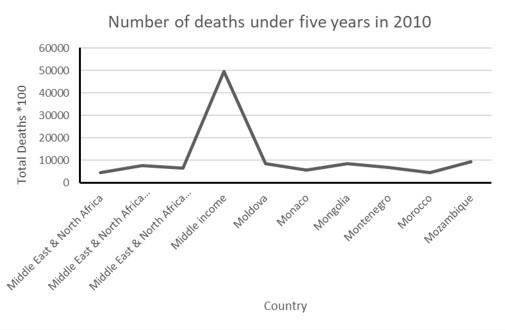 Number of deaths under five years in 2010
Total Deaths *100
60000
50000
40000
30000
20000
10000
0
Middle East & North Africa
Middle East & North Africa…
Middle East & North Africa…
Middle income
Moldova
Monaco
Mongolia
Montenegro
Morocco
Mozambique
Country